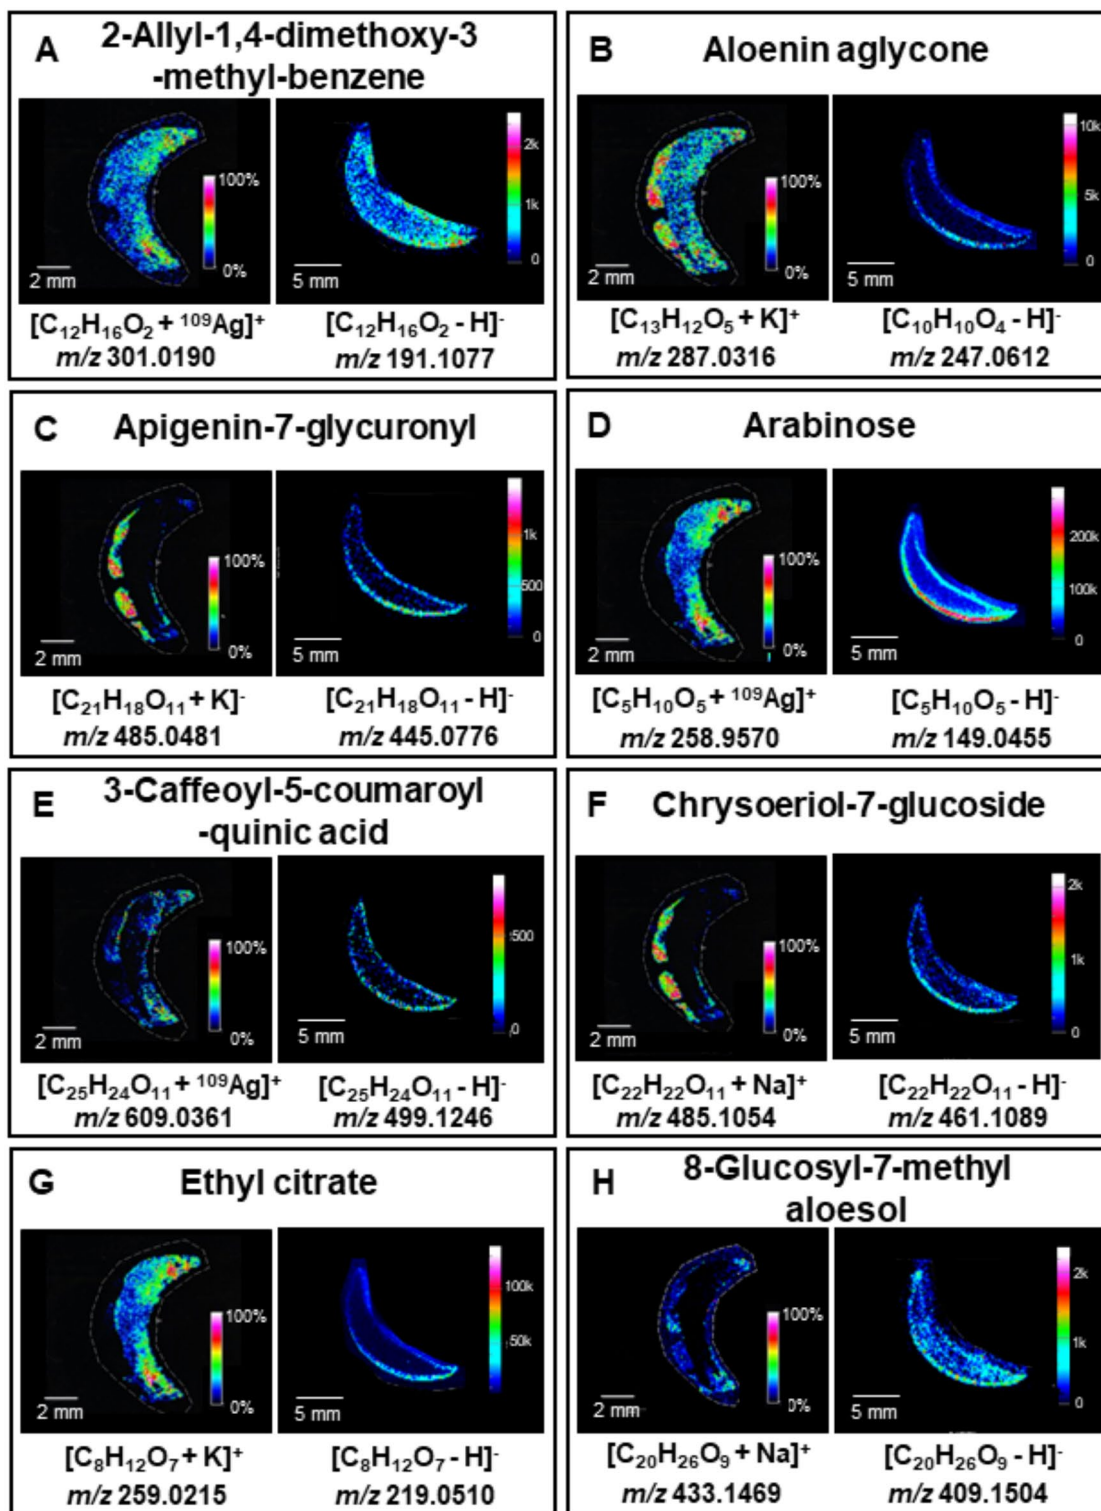 A 2-Allyl-1,4-dimethoxy-3
-methyl-benzene
100%
0%
2 mm
2k
1k
0
5 mm
[C₁₂H₁₆O₂ + ¹⁰⁹Ag]⁺
m/z 301.0190
[C₁₂H₁₆O₂ - H]⁻
m/z 191.1077
B Aloenin aglycone
100%
0%
2 mm
10k
5k
0
5 mm
[C₁₃H₁₂O₅ + K]⁺
m/z 287.0316
[C₁₀H₁₀O₄ - H]⁻
m/z 247.0612
C Apigenin-7-glycuronyl
100%
0%
2 mm
1k
500
0
5 mm
[C₂₁H₁₈O₁₁ + K]⁻
m/z 485.0481
[C₂₁H₁₈O₁₁ - H]⁻
m/z 445.0776
D Arabinose
100%
0%
2 mm
200k
100k
0
5 mm
[C₅H₁₀O₅ + ¹⁰⁹Ag]⁺
m/z 258.9570
[C₅H₁₀O₅ - H]⁻
m/z 149.0455
E 3-Caffeoyl-5-coumaroyl
-quinic acid
100%
0%
2 mm
500
0
5 mm
[C₂₅H₂₄O₁₁ + ¹⁰⁹Ag]⁺
m/z 609.0361
[C₂₅H₂₄O₁₁ - H]⁻
m/z 499.1246
F Chrysoeriol-7-glucoside
100%
0%
2 mm
2k
1k
0
5 mm
[C₂₂H₂₂O₁₁ + Na]⁺
m/z 485.1054
[C₂₂H₂₂O₁₁ - H]⁻
m/z 461.1089
G Ethyl citrate
100%
0%
2 mm
100k
50k
0
5 mm
[C₈H₁₂O₇ + K]⁺
m/z 259.0215
[C₈H₁₂O₇ - H]⁻
m/z 219.0510
H 8-Glucosyl-7-methyl
aloesol
100%
0%
2 mm
2k
1k
0
5 mm
[C₂₀H₂₆O₉ + Na]⁺
m/z 433.1469
[C₂₀H₂₆O₉ - H]⁻
m/z 409.1504